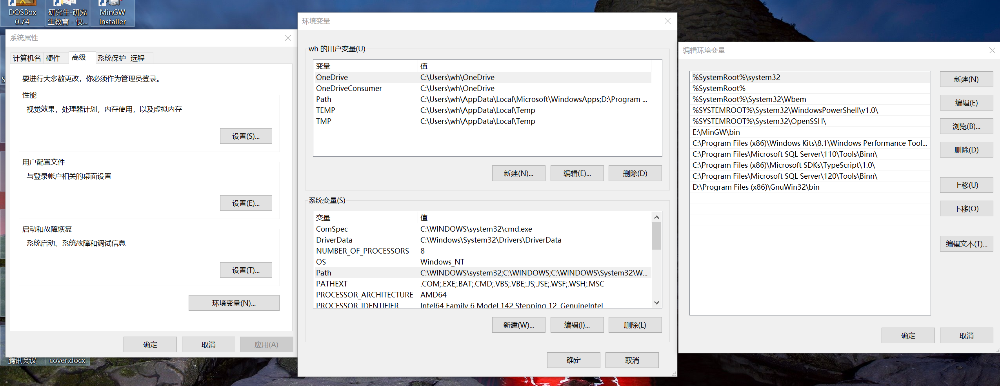 DOSBox
0.74
研究生-研究
生教育 - 快...
MinGW
Installer
系统属性
计算机名 硬件 高级 系统保护 远程
要进行大多数更改，你必须作为管理员登录。
性能
视觉效果，处理器计划，内存使用，以及虚拟内存
设置(S)...
用户配置文件
与登录帐户相关的桌面设置
设置(E)...
启动和故障恢复
系统启动、系统故障和调试信息
设置(T)...
环境变量(N)...
确定 取消 应用(A)
腾讯会议
cover.docx
环境变量
wh 的用户变量(U)
变量 值
OneDrive C:\Users\wh\OneDrive
OneDriveConsumer C:\Users\wh\OneDrive
Path C:\Users\wh\AppData\Local\Microsoft\WindowsApps;D:\Program ...
TEMP C:\Users\wh\AppData\Local\Temp
TMP C:\Users\wh\AppData\Local\Temp
新建(N)... 编辑(E)... 删除(D)
系统变量(S)
变量 值
ComSpec C:\WINDOWS\system32\cmd.exe
DriverData C:\Windows\System32\Drivers\DriverData
NUMBER_OF_PROCESSORS 8
OS Windows_NT
Path C:\WINDOWS\system32;C:\WINDOWS;C:\WINDOWS\System32\W...
PATHEXT .COM;.EXE;.BAT;.CMD;.VBS;.VBE;.JS;.JSE;.WSF;.WSH;.MSC
PROCESSOR_ARCHITECTURE AMD64
PROCESSOR_IDENTIFIER Intel64 Family 6 Model 142 Stepping 12, GenuineIntel
新建(W)... 编辑(I)... 删除(L)
确定 取消
编辑环境变量
%SystemRoot%\system32
%SystemRoot%
%SystemRoot%\System32\Wbem
%SYSTEMROOT%\System32\WindowsPowerShell\v1.0\
%SYSTEMROOT%\System32\OpenSSH\
E:\MinGW\bin
C:\Program Files (x86)\Windows Kits\8.1\Windows Performance Tool...
C:\Program Files\Microsoft SQL Server\110\Tools\Binn\
C:\Program Files (x86)\Microsoft SDKs\TypeScript\1.0\
C:\Program Files\Microsoft SQL Server\120\Tools\Binn\
D:\Program Files (x86)\GnuWin32\bin
新建(N)
编辑(E)
浏览(B)...
删除(D)
上移(U)
下移(O)
编辑文本(T)...
确定 取消